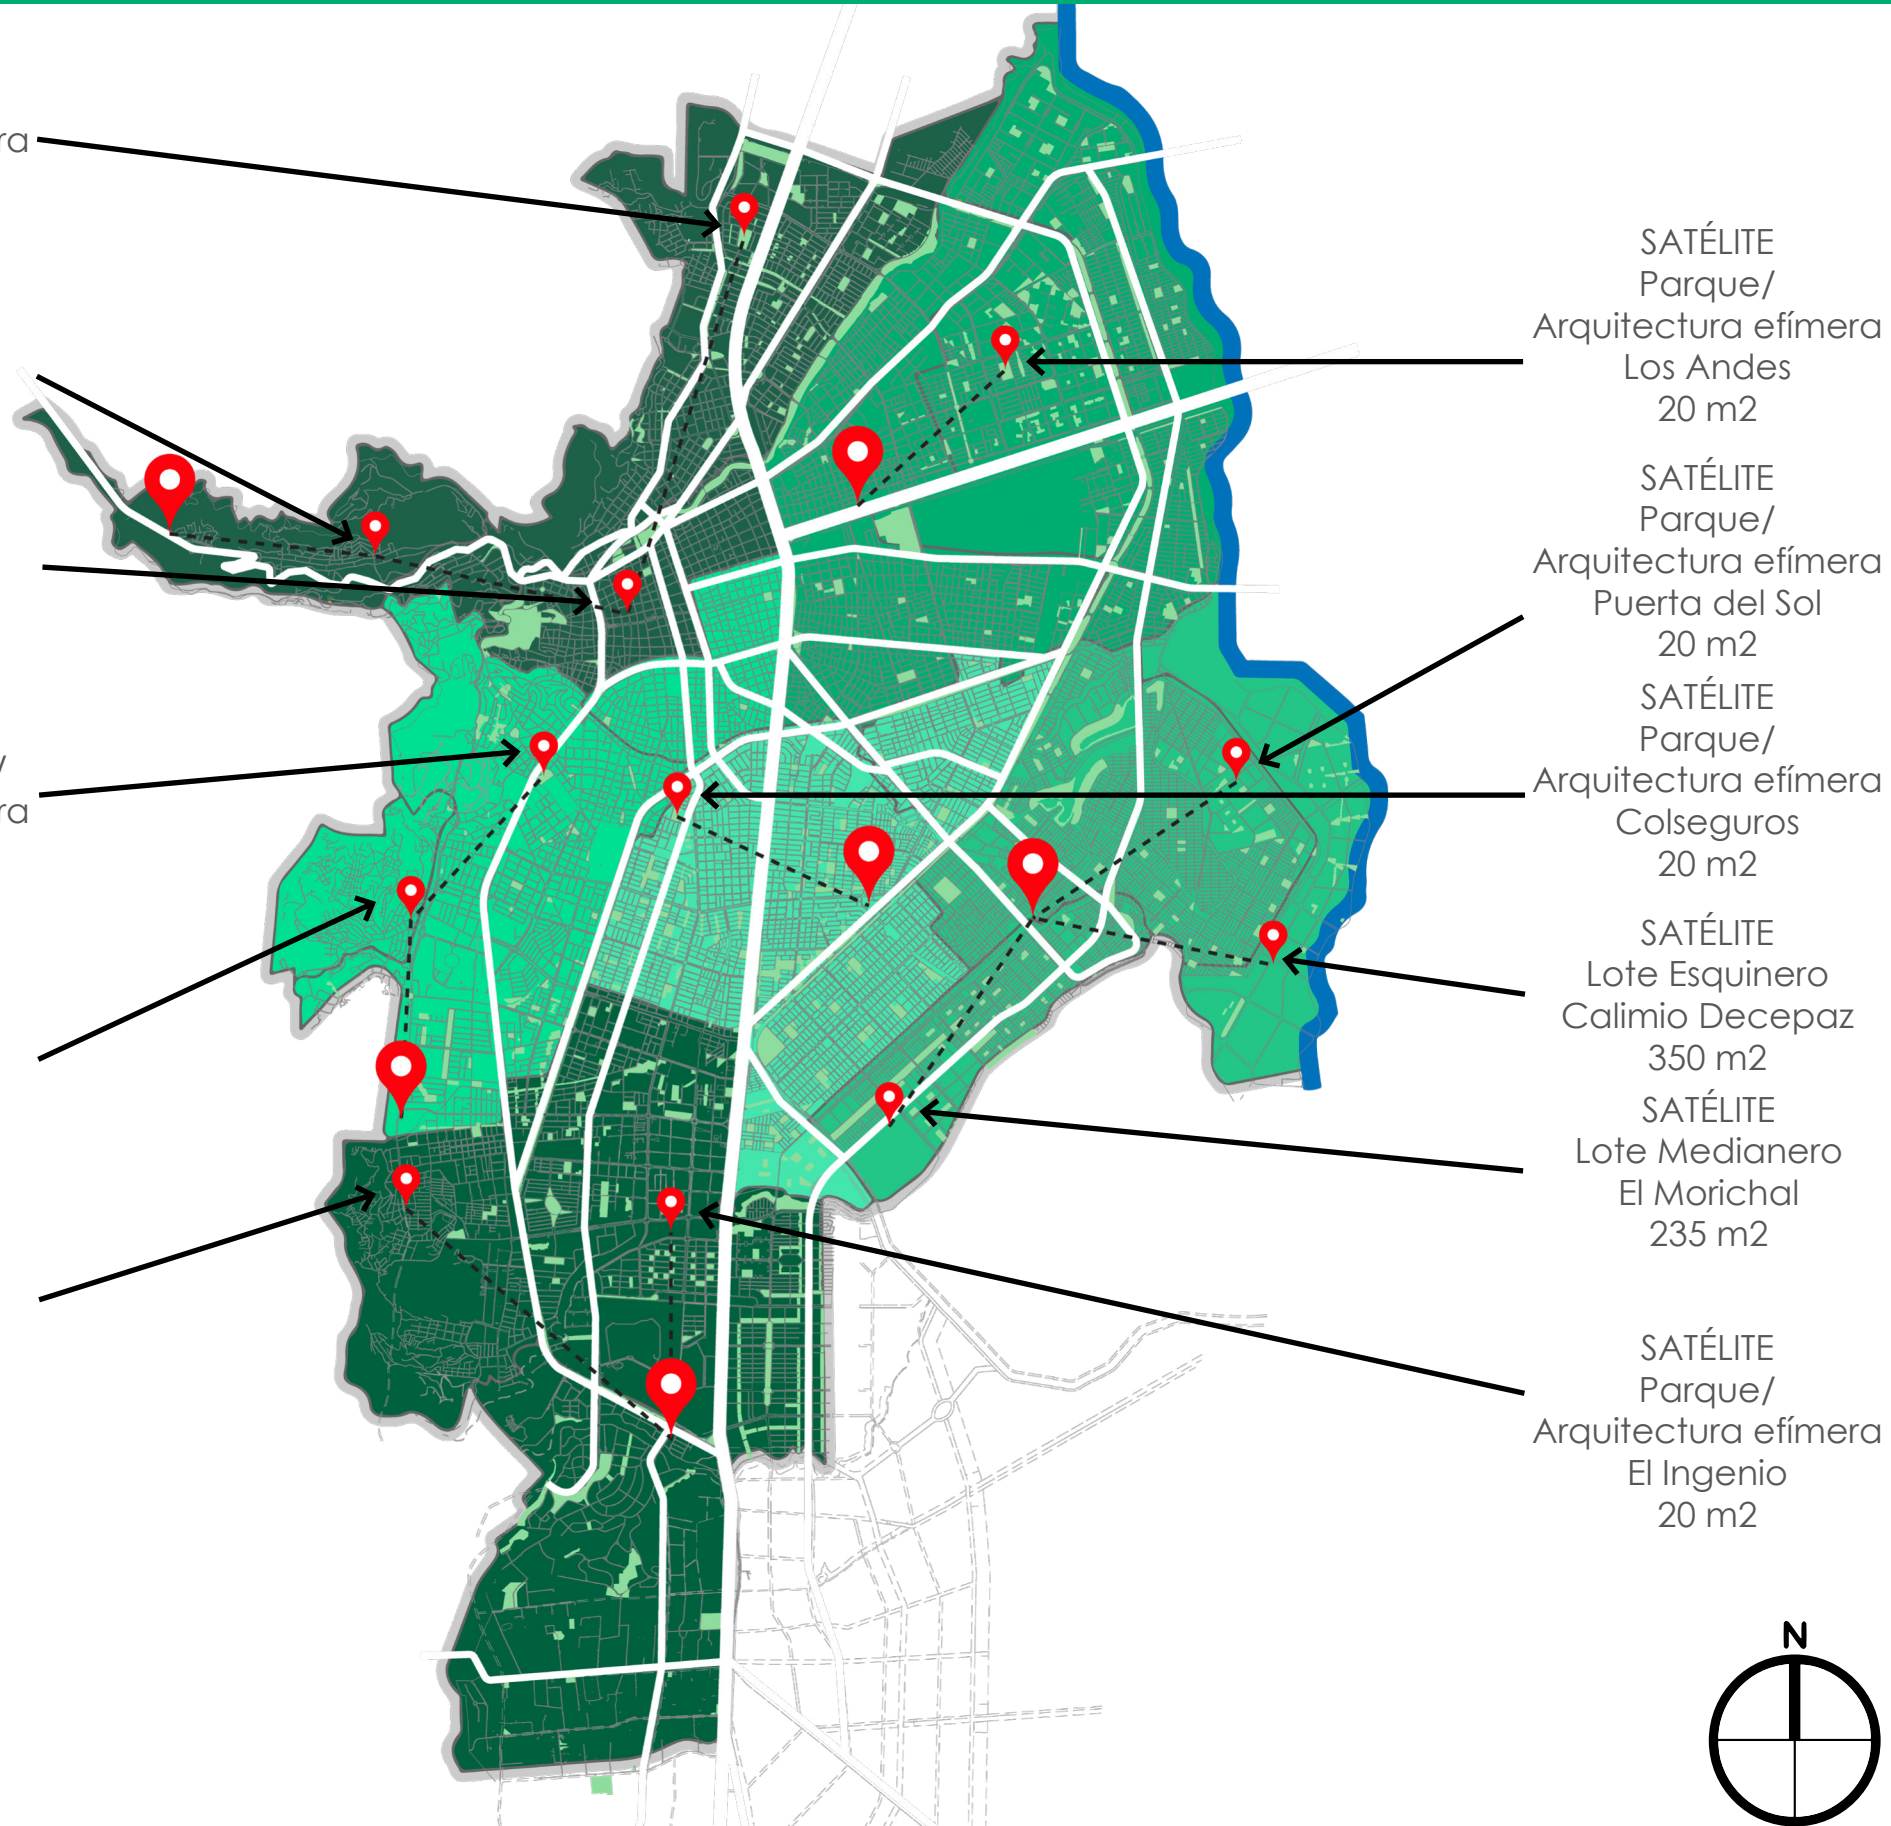 ra
/
ra
SATÉLITE
Parque/
Arquitectura efímera
Los Andes
20 m2
SATÉLITE
Parque/
Arquitectura efímera
Puerta del Sol
20 m2
SATÉLITE
Parque/
Arquitectura efímera
Colseguros
20 m2
SATÉLITE
Lote Esquinero
Calimio Decepaz
350 m2
SATÉLITE
Lote Medianero
El Morichal
235 m2
SATÉLITE
Parque/
Arquitectura efímera
El Ingenio
20 m2
N